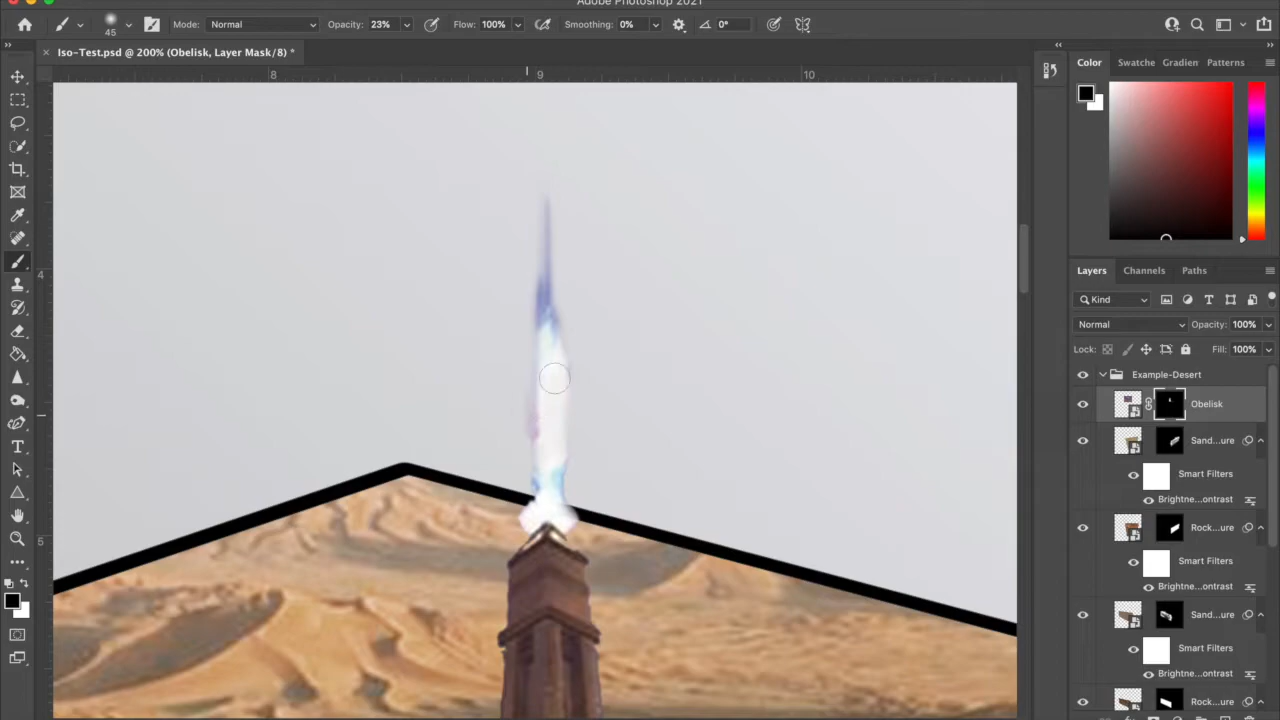 Adobe Photoshop 2021
45
Mode: Normal
Opacity: 23%
Flow: 100%
Smoothing: 0%
0°
× Iso-Test.psd @ 200% (Obelisk, Layer Mask/8) *
8
9
10
4
5
Color
Swatche
Gradien
Patterns
Layers
Channels
Paths
Kind
Normal
Opacity: 100%
Lock:
Fill: 100%
Example-Desert
Obelisk
Sand...ure
Smart Filters
Brightne...ontrast
Rock...ure
Smart Filters
Brightne...ontrast
Sand...ure
Smart Filters
Brightne...ontrast
Rock...ure